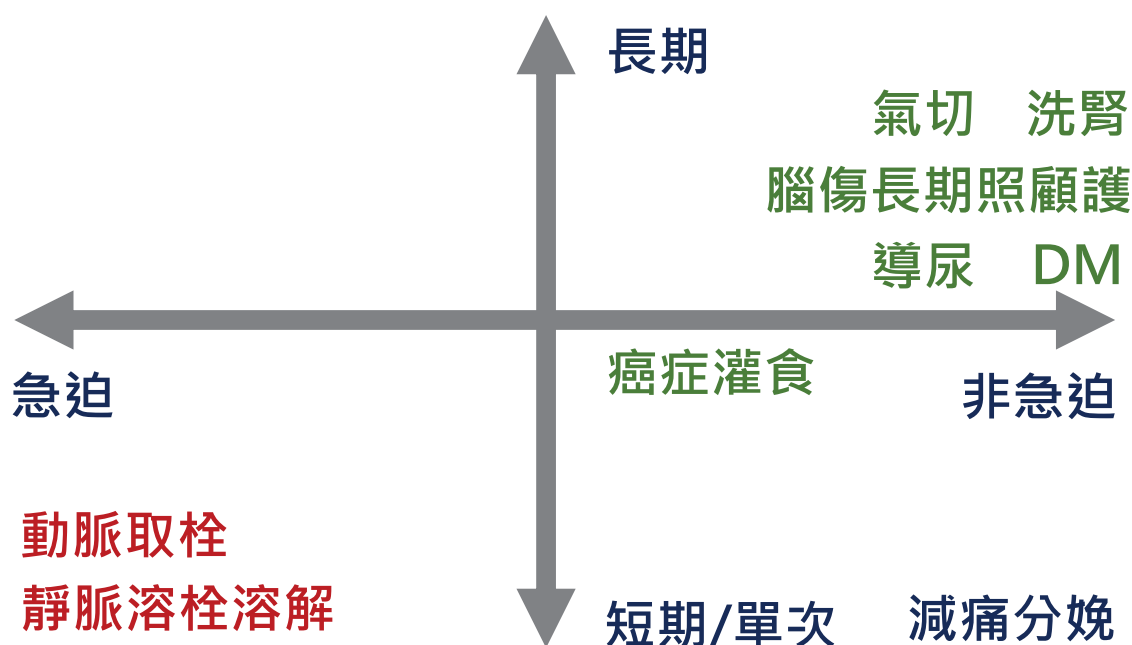 長期
氣切 洗腎
腦傷長期照顧護
導尿 DM
癌症灌食
急迫
非急迫
動脈取栓
靜脈溶栓溶解
短期/單次
減痛分娩